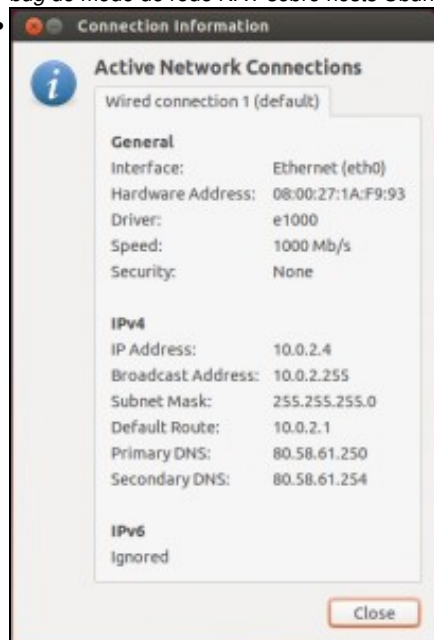 Connection Information
Active Network Connections
Wired connection 1 (default)
General
Interface: Ethernet (eth0)
Hardware Address: 08:00:27:1A:F9:93
Driver: e1000
Speed: 1000 Mb/s
Security: None
IPv4
IP Address: 10.0.2.4
Broadcast Address: 10.0.2.255
Subnet Mask: 255.255.255.0
Default Route: 10.0.2.1
Primary DNS: 80.58.61.250
Secondary DNS: 80.58.61.254
IPv6
Ignored
Close